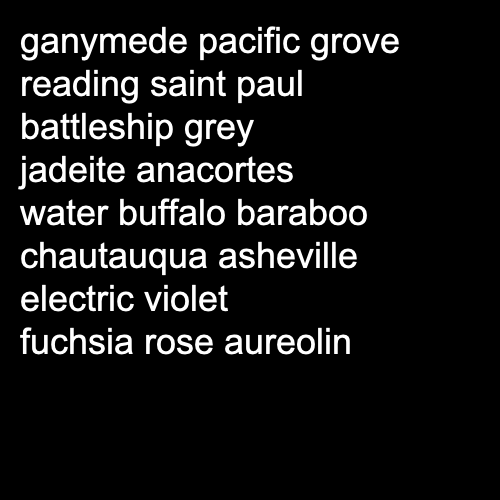 ganymede pacific grove
reading saint paul
battleship grey
jadeite anacortes
water buffalo baraboo
chautauqua asheville
electric violet
fuchsia rose aureolin